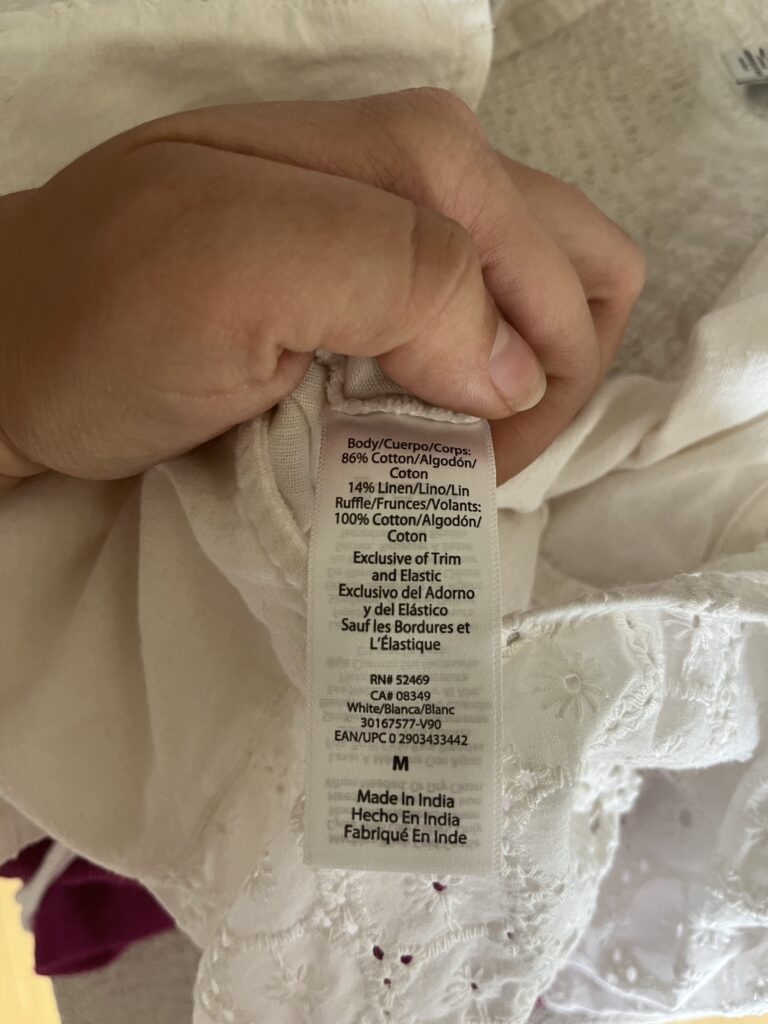 Body/Cuerpo/Corps:
86% Cotton/Algodón/
Coton
14% Linen/Lino/Lin
Ruffle/Frunces/Volants:
100% Cotton/Algodón/
Coton
Exclusive of Trim
and Elastic
Exclusivo del Adorno
y del Elástico
Sauf les Bordures et
L'Élastique
RN# 52469
CA# 08349
White/Blanca/Blanc
30167577-V90
EAN/UPC 0 2903433442
M
Made In India
Hecho En India
Fabriqué En Inde